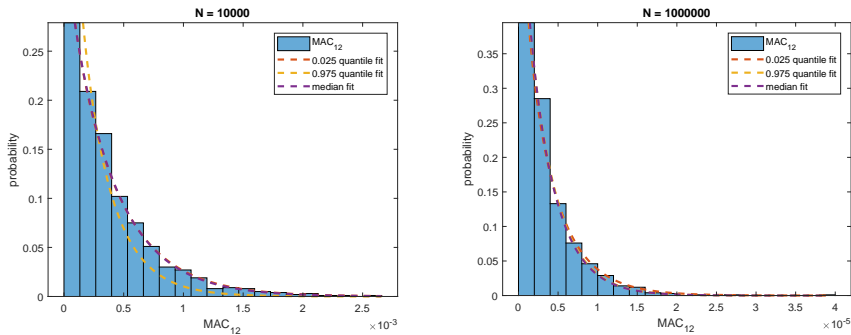 N = 10000
0.25
0.2
0.15
0.1
0.05
0
probability
MAC12
0.025 quantile fit
0.975 quantile fit
median fit
0 0.5 1 1.5 2 2.5
MAC12
×10-3
N = 1000000
0.35
0.3
0.25
0.2
0.15
0.1
0.05
0
probability
MAC12
0.025 quantile fit
0.975 quantile fit
median fit
0 0.5 1 1.5 2 2.5 3 3.5 4
MAC12
×10-5